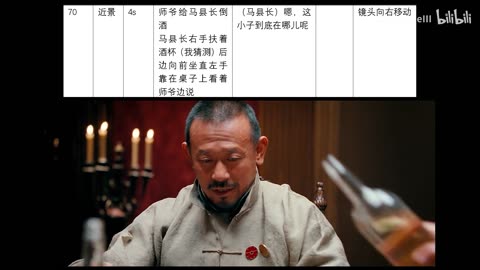 70 近景 4s 师爷给马县长倒 （马县长）嗯，这 镜头向右移动
酒 小子到底在哪儿呢
马县长右手扶着
酒杯（我猜测）后
边向前坐直左手
靠在桌子上看着
师爷边说
elll bilibili